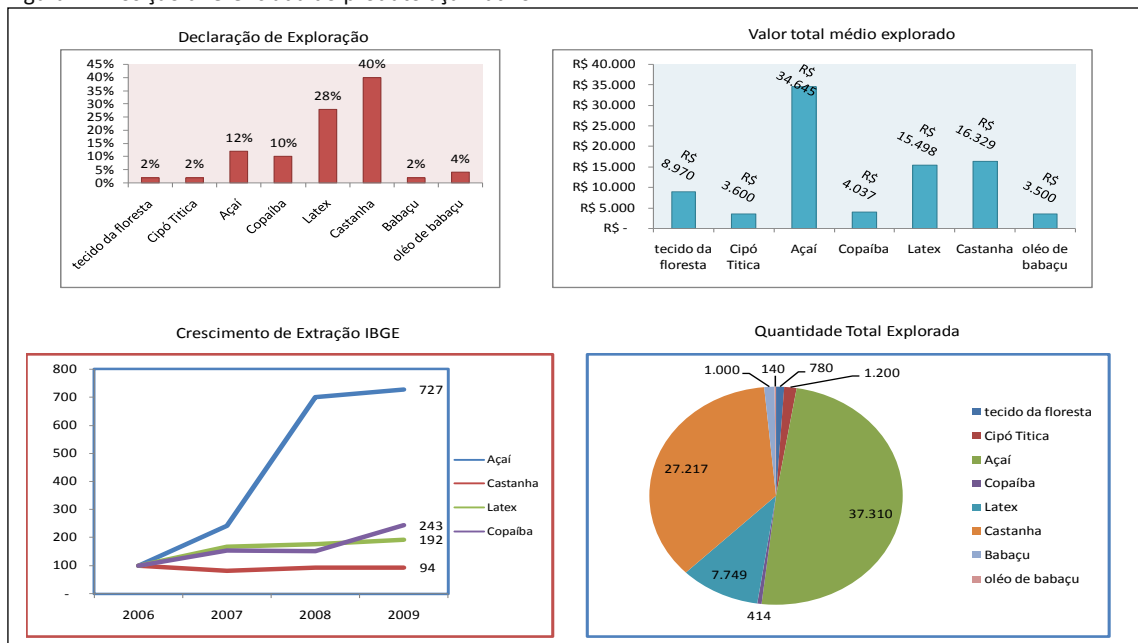 Declaração de Exploração
45%
40%
35%
30%
25%
20%
15%
10%
5%
0%
2%
2%
12%
10%
28%
40%
2%
4%
tecido da floresta
Cipó Titica
Açaí
Copaíba
Latex
Castanha
Babaçu
oléo de babaçu
Valor total médio explorado
R$ 40.000
R$ 35.000
R$ 30.000
R$ 25.000
R$ 20.000
R$ 15.000
R$ 10.000
R$ 5.000
R$ -
R$
8.970
R$
3.600
R$
34.645
R$
4.037
R$
15.498
R$
16.329
R$
3.500
tecido da
floresta
Cipó
Titica
Açaí
Copaíba
Latex
Castanha
oléo de
babaçu
Crescimento de Extração IBGE
800
700
600
500
400
300
200
100
-
727
243
192
94
2006
2007
2008
2009
Açaí
Castanha
Latex
Copaíba
Quantidade Total Explorada
1.000
140
780
1.200
27.217
37.310
7.749
414
tecido da floresta
Cipó Titica
Açaí
Copaíba
Latex
Castanha
Babaçu
oléo de babaçu